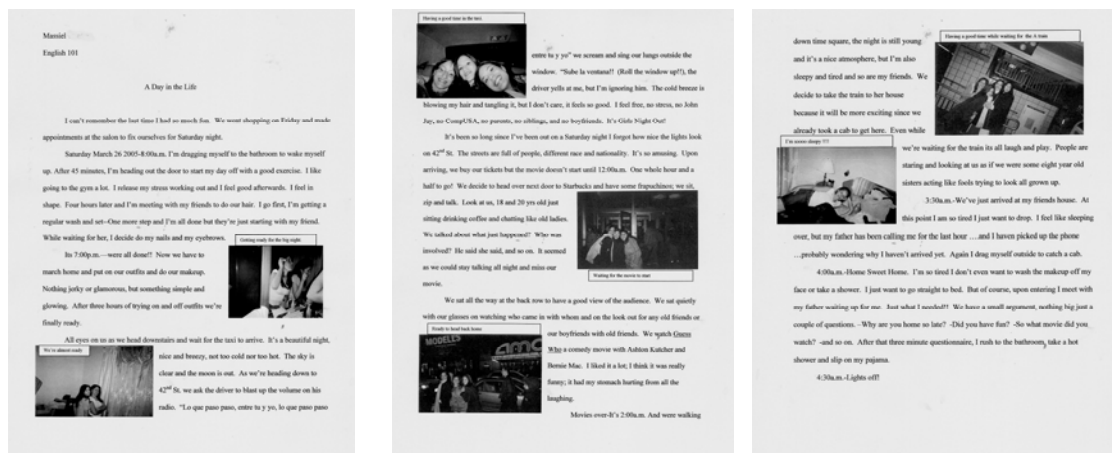 Massiel
English 101
A Day in the Life
I can't remember the last time I had so much fun. We went shopping on Friday and made
appointments at the salon to fix ourselves for Saturday night.
Saturday March 26 2005-8:00a.m. I'm dragging myself to the bathroom to wake myself
up. After 45 minutes, I'm heading out the door to start my day off with a good exercise. I like
going to the gym a lot. I release my stress working out and I feel good afterwards. I feel in
shape. Four hours later and I'm meeting with my friends to do our hair. I go first, I'm getting a
regular wash and set--One more step and I'm all done but they're just starting with my friend.
While waiting for her, I decide do my nails and my eyebrows.
Getting ready for the big night
Its 7:00p.m.---were all done!! Now we have to
march home and put on our outfits and do our makeup.
Nothing jerky or glamorous, but something simple and
glowing. After three hours of trying on and off outfits we're
finally ready.
All eyes on us as we head downstairs and wait for the taxi to arrive. It's a beautiful night,
We're almost ready
nice and breezy, not too cold nor too hot. The sky is
clear and the moon is out. As we're heading down to
42nd St. we ask the driver to blast up the volume on his
radio. "Lo que paso paso, entre tu y yo, lo que paso paso
Having a good time in the taxi
entre tu y yo" we scream and sing our lungs outside the
window. "Sube la ventana!! (Roll the window up!!), the
driver yells at me, but I'm ignoring him. The cold breeze is
blowing my hair and tangling it, but I don't care, it feels so good. I feel free, no stress, no John
Jay, no CompUSA, no parents, no siblings, and no boyfriends. It's Girls Night Out!
It's been so long since I've been out on a Saturday night I forgot how nice the lights look
on 42nd St. The streets are full of people, different race and nationality. It's so amusing. Upon
arriving, we buy our tickets but the movie doesn't start until 12:00a.m. One whole hour and a
half to go! We decide to head over next door to Starbucks and have some frapuchinos; we sit,
zip and talk. Look at us, 18 and 20 yrs old just
sitting drinking coffee and chatting like old ladies.
We talked about what just happened? Who was
involved? He said she said, and so on. It seemed
as we could stay talking all night and miss our
movie.
Waiting for the movie to start
We sat all the way at the back row to have a good view of the audience. We sat quietly
with our glasses on watching who came in with whom and on the look out for any old friends or
Ready to head back home
our boyfriends with old friends. We watch Guess
Who a comedy movie with Ashton Kutcher and
Bernie Mac. I liked it a lot; I think it was really
funny; it had my stomach hurting from all the
laughing.
MODELLS
amc
Movies over-It's 2:00a.m. And were walking
Having a good time while waiting for the A train
down time square, the night is still young
and it's a nice atmosphere, but I'm also
sleepy and tired and so are my friends. We
decide to take the train to her house
because it will be more exciting since we
already took a cab to get here. Even while
I'm soooo sleepy !!!!
we're waiting for the train its all laugh and play. People are
staring and looking at us as if we were some eight year old
sisters acting like fools trying to look all grown up.
3:30a.m.-We've just arrived at my friends house. At
this point I am so tired I just want to drop. I feel like sleeping
over, but my father has been calling me for the last hour ….and I haven picked up the phone
…probably wondering why I haven't arrived yet. Again I drag myself outside to catch a cab.
4:00a.m.-Home Sweet Home. I'm so tired I don't even want to wash the makeup off my
face or take a shower. I just want to go straight to bed. But of course, upon entering I meet with
my father waiting up for me. Just what I needed!! We have a small argument, nothing big just a
couple of questions. -Why are you home so late? -Did you have fun? -So what movie did you
watch? -and so on. After that three minute questionnaire, I rush to the bathroom, take a hot
shower and slip on my pajama.
4:30a.m.-Lights off!